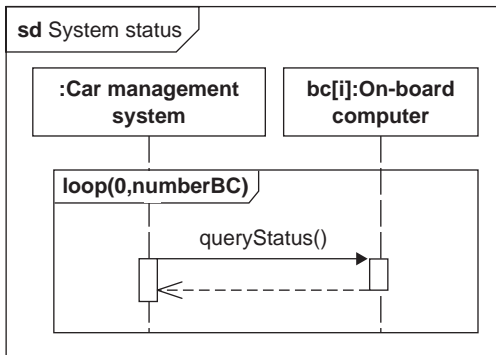 sd System status
:Car management
system
bc[i]:On-board
computer
loop(0,numberBC)
queryStatus()